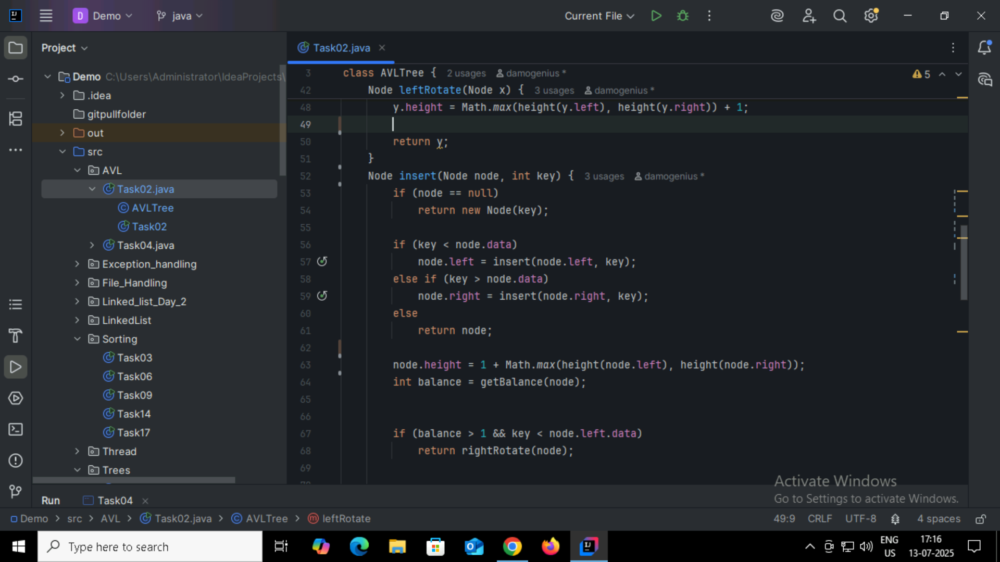 D Demo java Current File
Project
Task02.java
Demo C:\Users\Administrator\IdeaProjects\
.idea
gitpullfolder
out
src
AVL
Task02.java
AVLTree
Task02
Task04.java
Exception_handling
File_Handling
Linked_list_Day_2
LinkedList
Sorting
Task03
Task06
Task09
Task14
Task17
Thread
Trees
3 class AVLTree { 2 usages damogenius *
5
42 Node leftRotate(Node x) { 3 usages damogenius *
48 y.height = Math.max(height(y.left), height(y.right)) + 1;
49
50 return y;
51 }
52 Node insert(Node node, int key) { 3 usages damogenius *
53 if (node == null)
54 return new Node(key);
55
56 if (key < node.data)
57 node.left = insert(node.left, key);
58 else if (key > node.data)
59 node.right = insert(node.right, key);
60 else
61 return node;
62
63 node.height = 1 + Math.max(height(node.left), height(node.right));
64 int balance = getBalance(node);
65
66
67 if (balance > 1 && key < node.left.data)
68 return rightRotate(node);
69
Activate Windows
Go to Settings to activate Windows.
Run Task04
Demo > src > AVL > Task02.java > AVLTree > leftRotate
49:9 CRLF UTF-8 4 spaces
Type here to search
ENG
US
17:16
13-07-2025